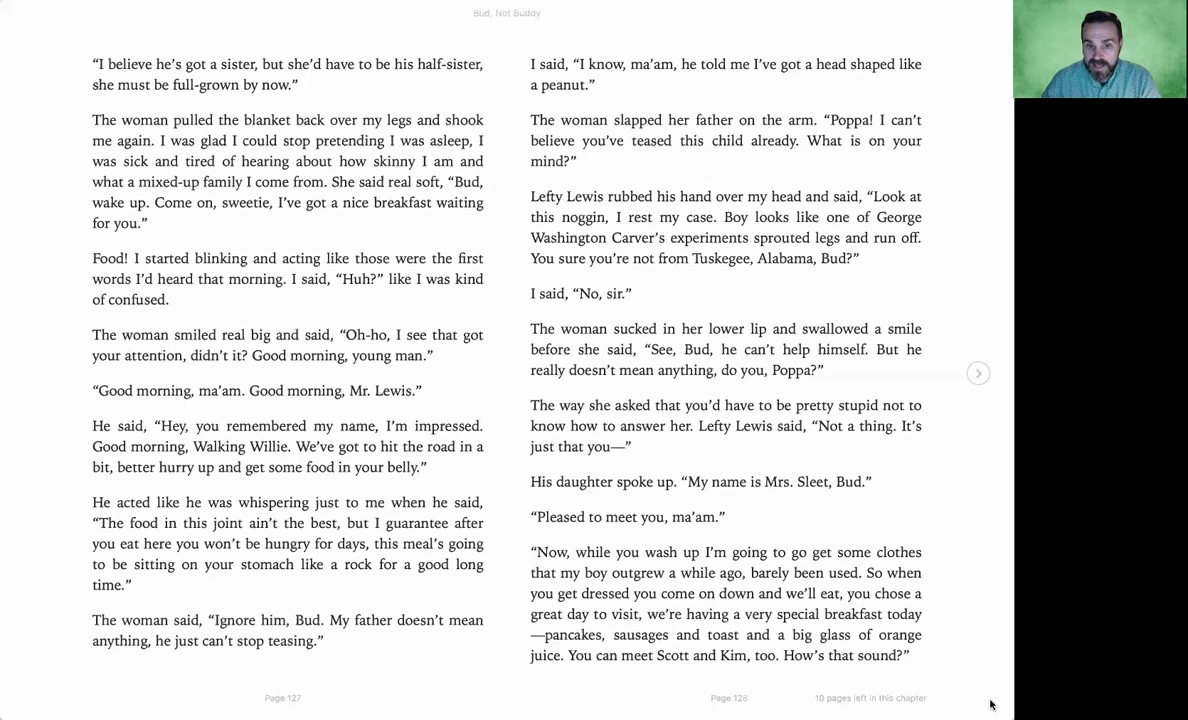 Bud, Not Buddy
“I believe he’s got a sister, but she’d have to be his half-sister,
she must be full-grown by now.”
The woman pulled the blanket back over my legs and shook
me again. I was glad I could stop pretending I was asleep, I
was sick and tired of hearing about how skinny I am and
what a mixed-up family I come from. She said real soft, “Bud,
wake up. Come on, sweetie, I’ve got a nice breakfast waiting
for you.”
Food! I started blinking and acting like those were the first
words I’d heard that morning. I said, “Huh?” like I was kind
of confused.
The woman smiled real big and said, “Oh-ho, I see that got
your attention, didn’t it? Good morning, young man.”
“Good morning, ma’am. Good morning, Mr. Lewis.”
He said, “Hey, you remembered my name, I’m impressed.
Good morning, Walking Willie. We’ve got to hit the road in a
bit, better hurry up and get some food in your belly.”
He acted like he was whispering just to me when he said,
“The food in this joint ain’t the best, but I guarantee after
you eat here you won’t be hungry for days, this meal’s going
to be sitting on your stomach like a rock for a good long
time.”
The woman said, “Ignore him, Bud. My father doesn’t mean
anything, he just can’t stop teasing.”
Page 127
I said, “I know, ma’am, he told me I’ve got a head shaped like
a peanut.”
The woman slapped her father on the arm. “Poppa! I can’t
believe you’ve teased this child already. What is on your
mind?”
Lefty Lewis rubbed his hand over my head and said, “Look at
this noggin, I rest my case. Boy looks like one of George
Washington Carver’s experiments sprouted legs and run off.
You sure you’re not from Tuskegee, Alabama, Bud?”
I said, “No, sir.”
The woman sucked in her lower lip and swallowed a smile
before she said, “See, Bud, he can’t help himself. But he
really doesn’t mean anything, do you, Poppa?”
The way she asked that you’d have to be pretty stupid not to
know how to answer her. Lefty Lewis said, “Not a thing. It’s
just that you—”
His daughter spoke up. “My name is Mrs. Sleet, Bud.”
“Pleased to meet you, ma’am.”
“Now, while you wash up I’m going to go get some clothes
that my boy outgrew a while ago, barely been used. So when
you get dressed you come on down and we’ll eat, you chose a
great day to visit, we’re having a very special breakfast today
—pancakes, sausages and toast and a big glass of orange
juice. You can meet Scott and Kim, too. How’s that sound?”
Page 128
10 pages left in this chapter